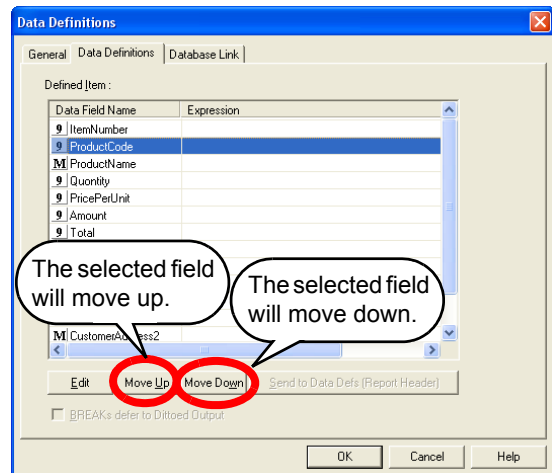 Data Definitions
General Data Definitions Database Link
Defined Item :
Data Field Name Expression
9 ItemNumber
9 ProductCode
M ProductName
9 Quontity
9 PricePerUnit
9 Amount
9 Total
The selected field
will move up.
The selected field
will move down.
M CustomerAd ess2
Edit Move Up Move Down Send to Data Defs (Report Header)
BREAKs defer to Dittoed Output
OK Cancel Help